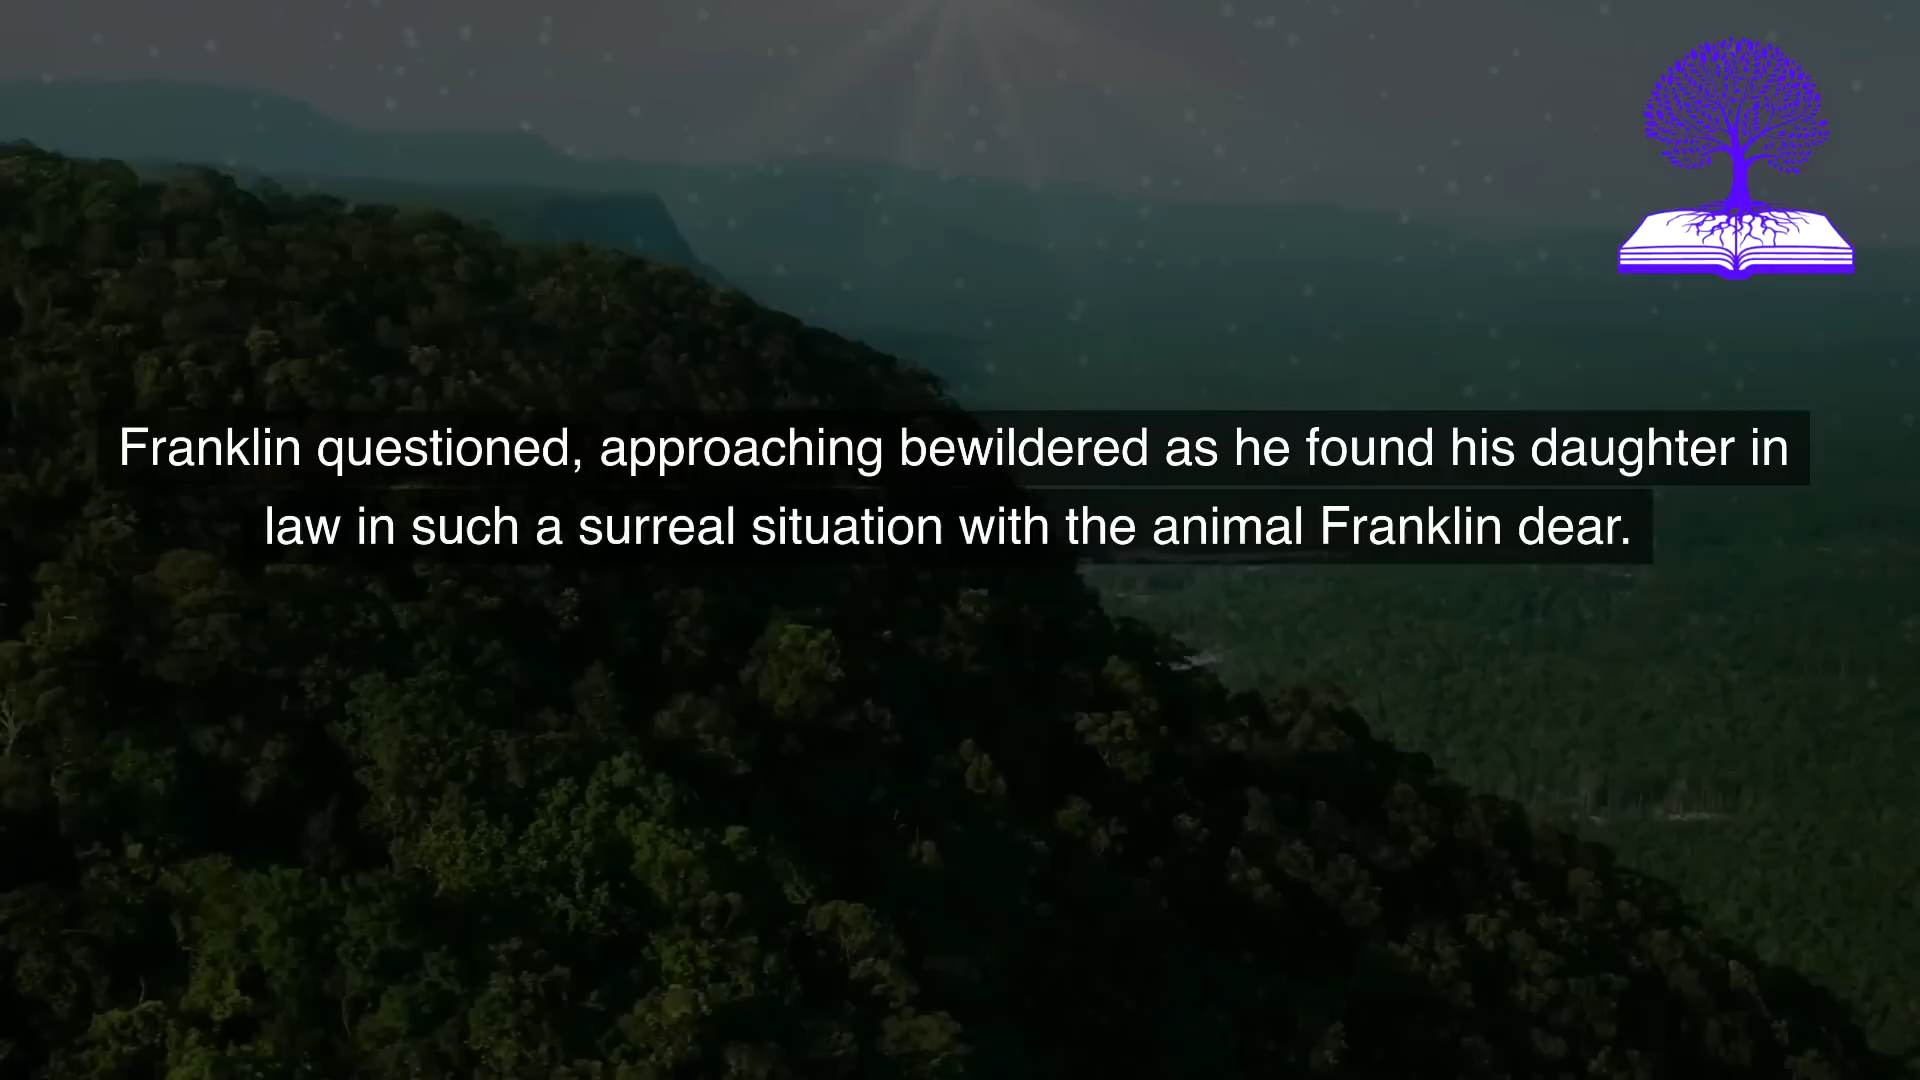 Franklin questioned, approaching bewildered as he found his daughter in
law in such a surreal situation with the animal Franklin dear.